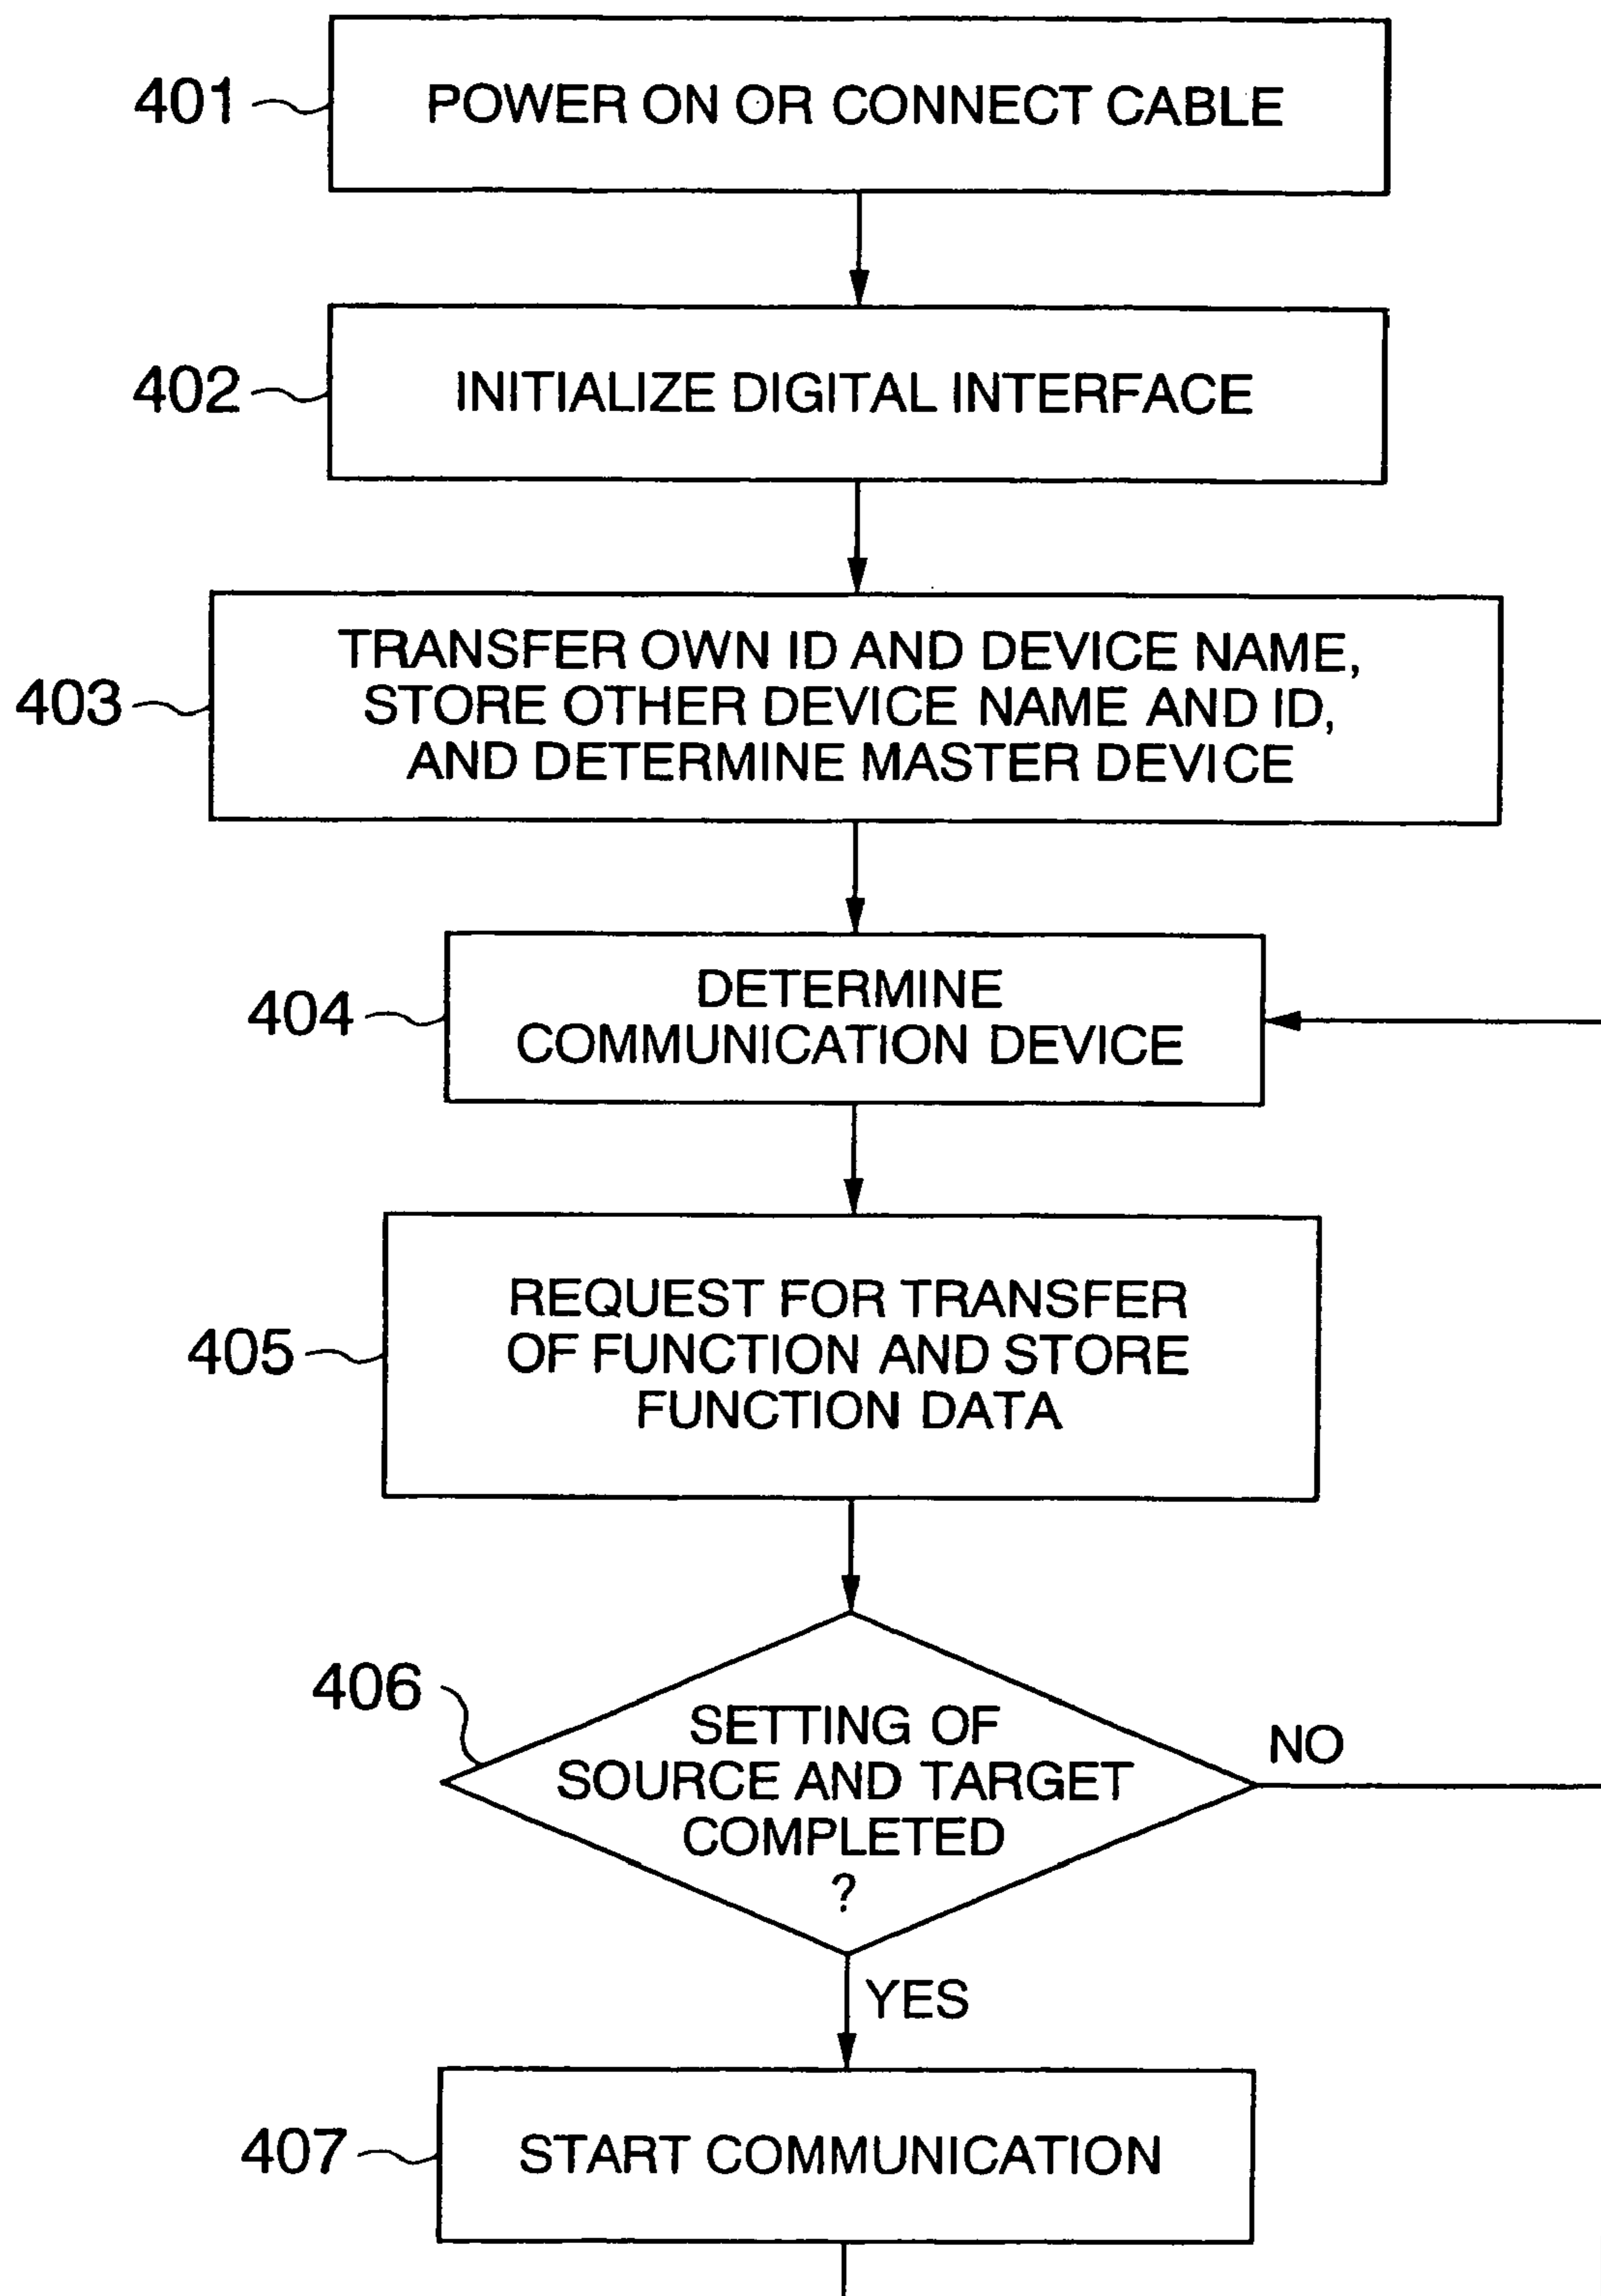 401
POWER ON OR CONNECT CABLE
402
INITIALIZE DIGITAL INTERFACE
403
TRANSFER OWN ID AND DEVICE NAME,
STORE OTHER DEVICE NAME AND ID,
AND DETERMINE MASTER DEVICE
404
DETERMINE
COMMUNICATION DEVICE
405
REQUEST FOR TRANSFER
OF FUNCTION AND STORE
FUNCTION DATA
406
SETTING OF
SOURCE AND TARGET
COMPLETED
?
NO
YES
407
START COMMUNICATION